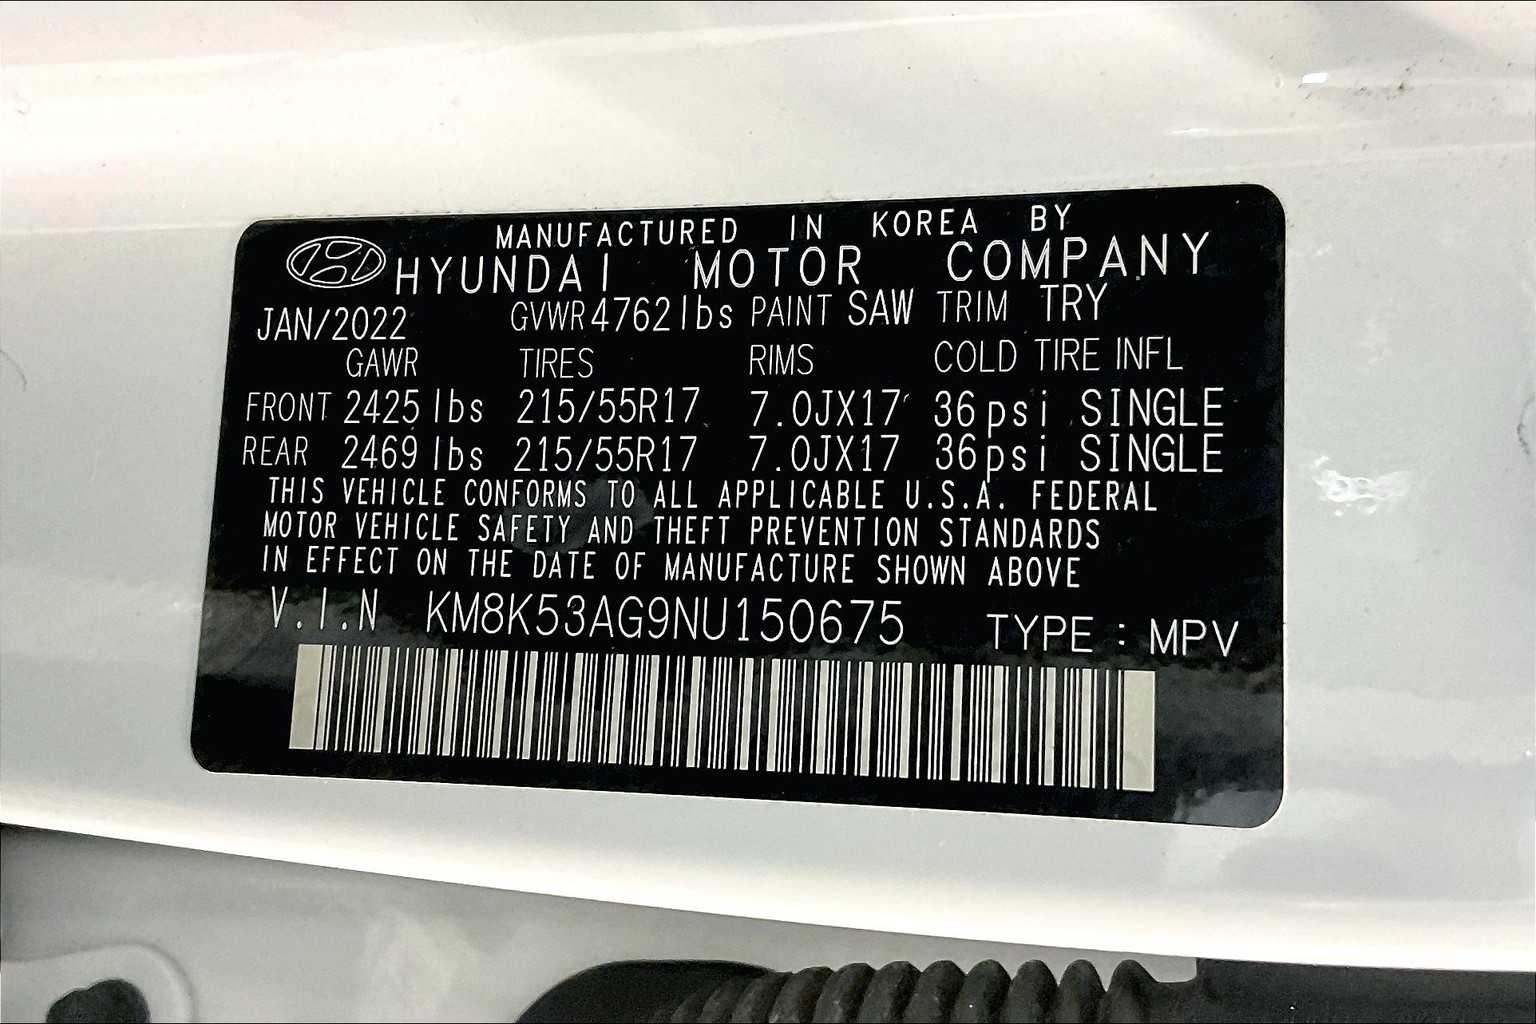 MANUFACTURED IN KOREA BY
HYUNDAI MOTOR COMPANY
JAN/2022 GVWR 4762 lbs PAINT SAW TRIM TRY
GAWR TIRES RIMS COLD TIRE INFL
FRONT 2425 lbs 215/55R17 7.0JX17 36psi SINGLE
REAR 2469 lbs 215/55R17 7.0JX17 36psi SINGLE
THIS VEHICLE CONFORMS TO ALL APPLICABLE U.S.A. FEDERAL
MOTOR VEHICLE SAFETY AND THEFT PREVENTION STANDARDS
IN EFFECT ON THE DATE OF MANUFACTURE SHOWN ABOVE
V.I.N KM8K53AG9NU150675 TYPE : MPV